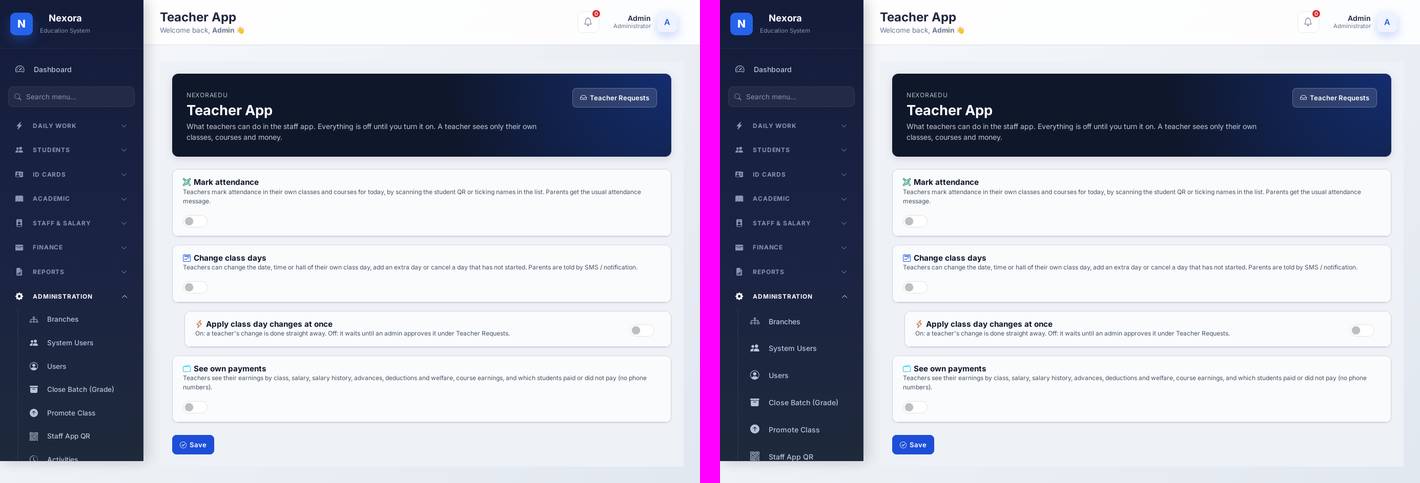 N
Nexora
Education System
Dashboard
Search menu...
DAILY WORK
STUDENTS
ID CARDS
ACADEMIC
STAFF & SALARY
FINANCE
REPORTS
ADMINISTRATION
Branches
System Users
Users
Close Batch (Grade)
Promote Class
Staff App QR
Activities
Teacher App
Welcome back, Admin 👋
0
Admin
Administrator
A
NEXORAEDU
Teacher App
What teachers can do in the staff app. Everything is off until you turn it on. A teacher sees only their own
classes, courses and money.
Teacher Requests
Mark attendance
Teachers mark attendance in their own classes and courses for today, by scanning the student QR or ticking names in the list. Parents get the usual attendance
message.
Change class days
Teachers can change the date, time or hall of their own class day, add an extra day or cancel a day that has not started. Parents are told by SMS / notification.
Apply class day changes at once
On: a teacher's change is done straight away. Off: it waits until an admin approves it under Teacher Requests.
See own payments
Teachers see their earnings by class, salary, salary history, advances, deductions and welfare, course earnings, and which students paid or did not pay (no phone
numbers).
Save
N
Nexora
Education System
Dashboard
Search menu...
DAILY WORK
STUDENTS
ID CARDS
ACADEMIC
STAFF & SALARY
FINANCE
REPORTS
ADMINISTRATION
Branches
System Users
Users
Close Batch (Grade)
Promote Class
Staff App QR
Teacher App
Welcome back, Admin 👋
0
Admin
Administrator
A
NEXORAEDU
Teacher App
What teachers can do in the staff app. Everything is off until you turn it on. A teacher sees only their own
classes, courses and money.
Teacher Requests
Mark attendance
Teachers mark attendance in their own classes and courses for today, by scanning the student QR or ticking names in the list. Parents get the usual attendance
message.
Change class days
Teachers can change the date, time or hall of their own class day, add an extra day or cancel a day that has not started. Parents are told by SMS / notification.
Apply class day changes at once
On: a teacher's change is done straight away. Off: it waits until an admin approves it under Teacher Requests.
See own payments
Teachers see their earnings by class, salary, salary history, advances, deductions and welfare, course earnings, and which students paid or did not pay (no phone
numbers).
Save